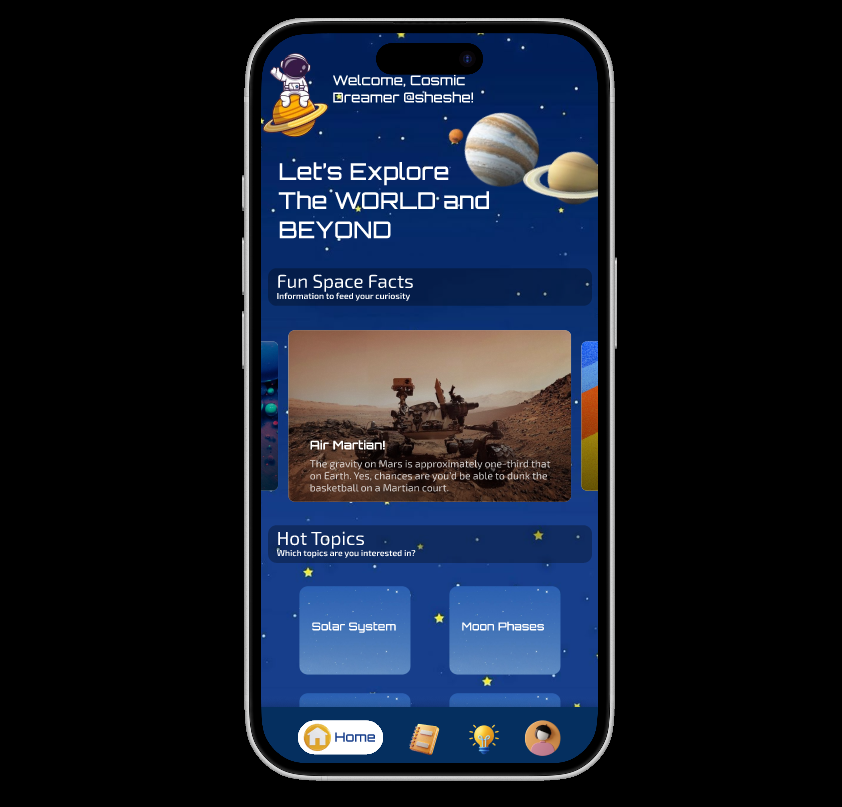 Welcome, Cosmic
Dreamer @sheshe!
Let's Explore
The WORLD and
BEYOND
Fun Space Facts
Information to feed your curiosity
Air Martian!
The gravity on Mars is approximately one-third that
on Earth. Yes, chances are you'd be able to dunk the
basketball on a Martian court.
Hot Topics
Which topics are you interested in?
Solar System
Moon Phases
Home